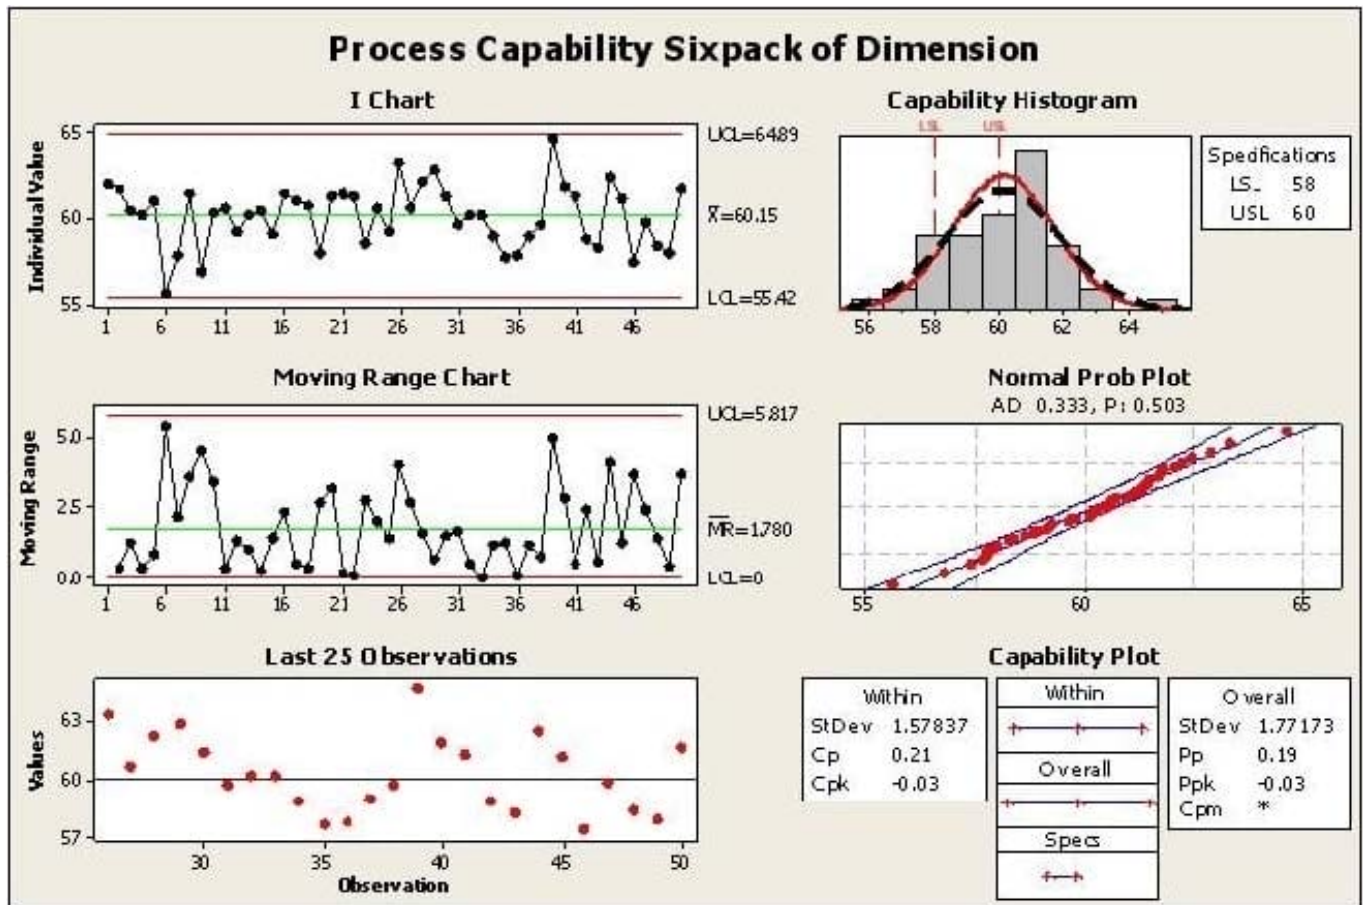 Process Capability Sixpack of Dimension
I Chart
Individual Value
65
60
55
1 6 11 16 21 26 31 36 41 46
UCL=64.89
X̅=60.15
LCL=55.42
Capability Histogram
LSL USL
56 58 60 62 64
Specifications
LSL 58
USL 60
Moving Range Chart
Moving Range
5.0
2.5
0.0
1 6 11 16 21 26 31 36 41 46
UCL=5.817
M̅R̅=1.780
LCL=0
Normal Prob Plot
AD 0.333, P: 0.503
55 60 65
Last 25 Observations
Values
63
60
57
30 35 40 45 50
Observation
Capability Plot
Within
StDev 1.57837
Cp 0.21
Cpk -0.03
Within
Overall
Specs
Overall
StDev 1.77173
Pp 0.19
Ppk -0.03
Cpm *